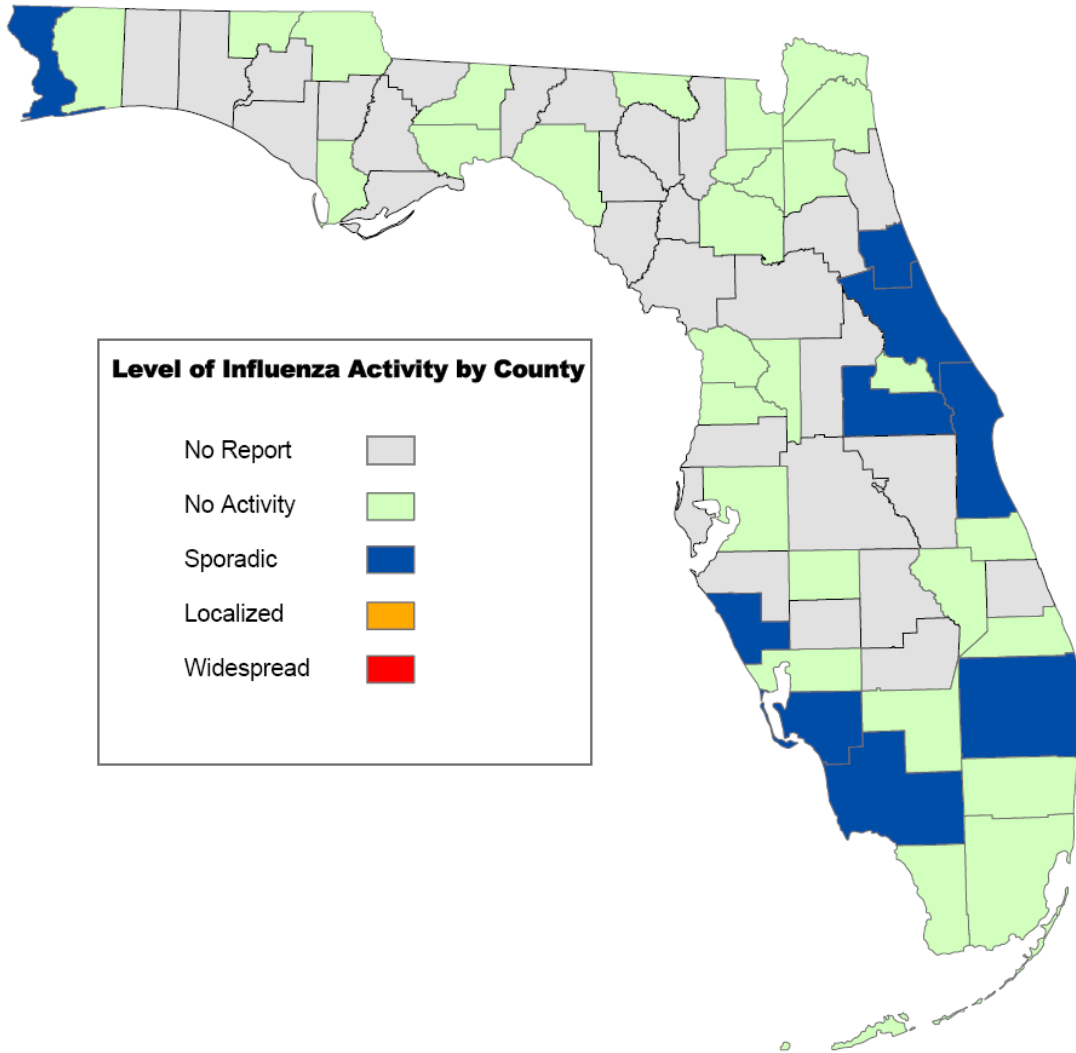 Level of Influenza Activity by County
No Report
No Activity
Sporadic
Localized
Widespread